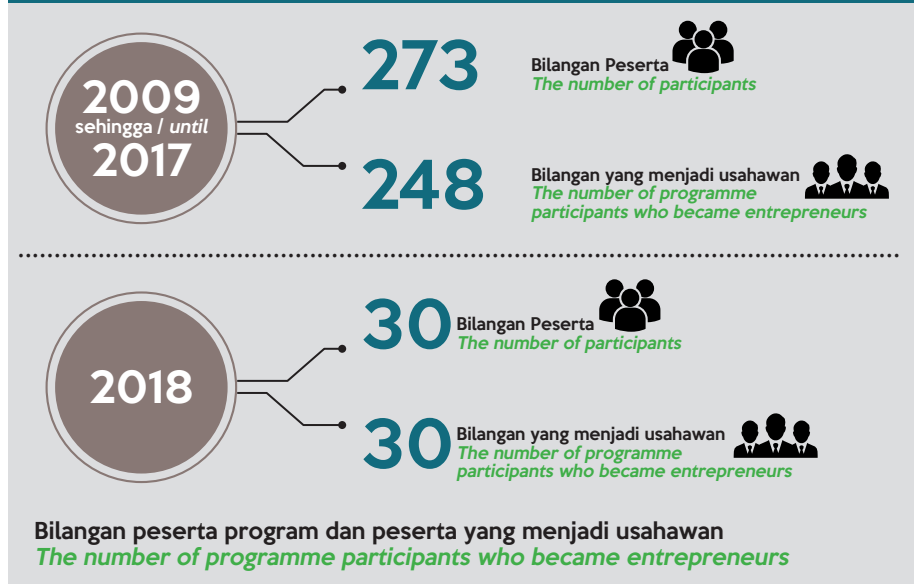 2009
sehingga / until
2017
273
Bilangan Peserta
The number of participants
248
Bilangan yang menjadi usahawan
The number of programme
participants who became entrepreneurs
2018
30
Bilangan Peserta
The number of participants
30
Bilangan yang menjadi usahawan
The number of programme
participants who became entrepreneurs
Bilangan peserta program dan peserta yang menjadi usahawan
The number of programme participants who became entrepreneurs